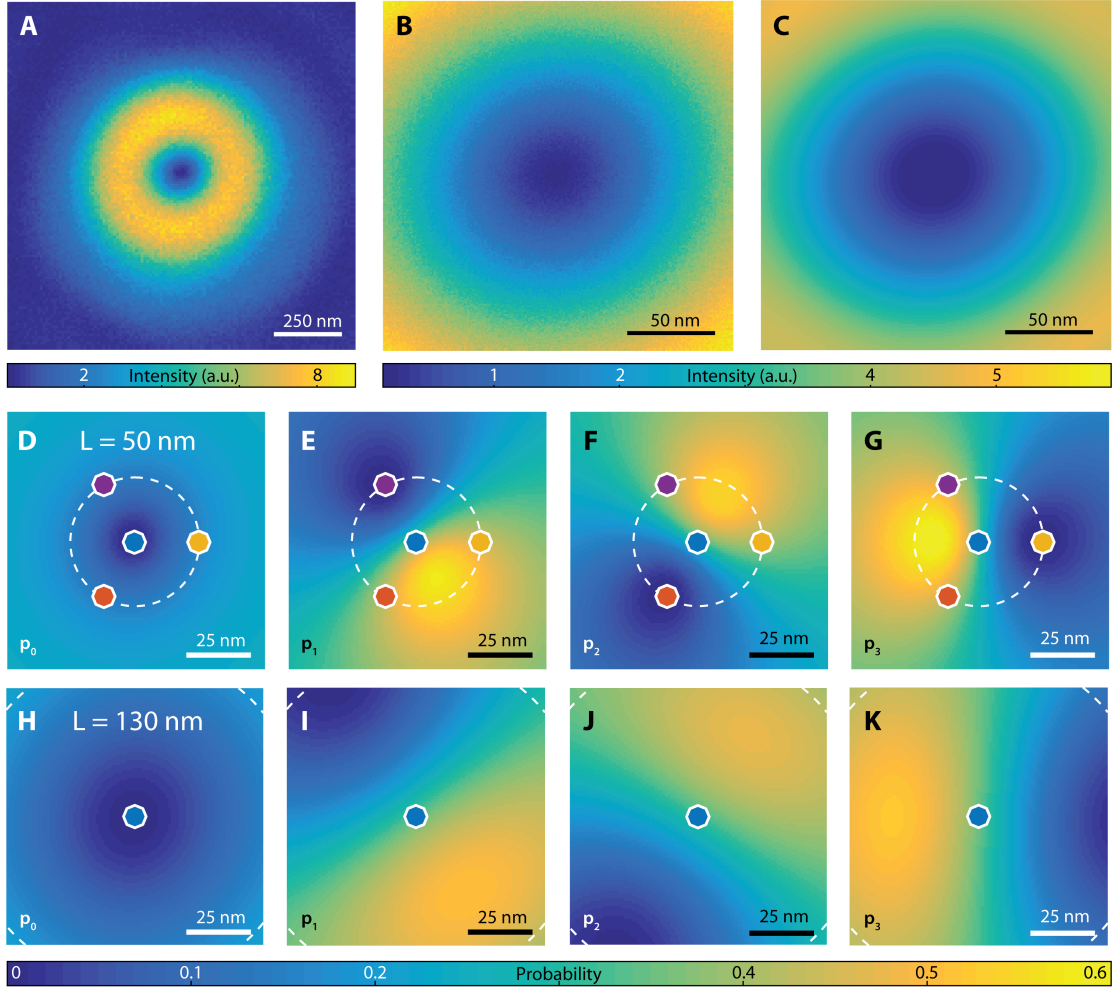 A
B
C
250 nm
50 nm
50 nm
2 Intensity (a.u.) 8
1 2 Intensity (a.u.) 4 5
D L = 50 nm
E
F
G
p₀ 25 nm
p₁ 25 nm
p₂ 25 nm
p₃ 25 nm
H L = 130 nm
I
J
K
p₀ 25 nm
p₁ 25 nm
p₂ 25 nm
p₃ 25 nm
0 0.1 0.2 Probability 0.4 0.5 0.6